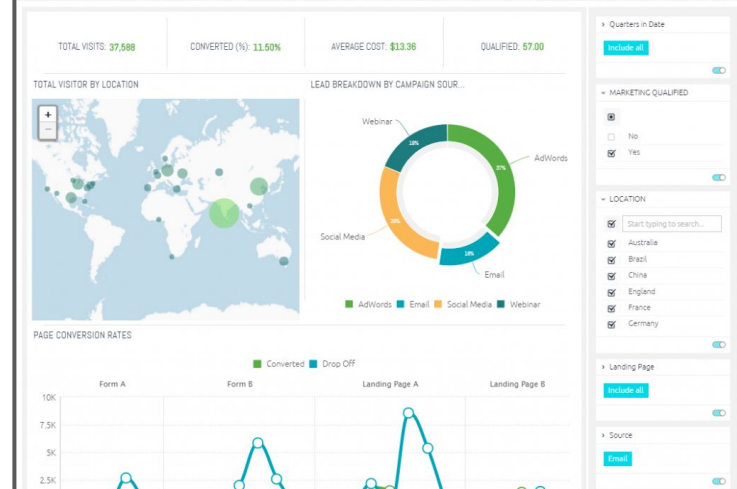 TOTAL VISITS: 37,588
CONVERTED (%): 11.50%
AVERAGE COST: $13.36
QUALIFIED: 57.00
TOTAL VISITOR BY LOCATION
+
−
LEAD BREAKDOWN BY CAMPAIGN SOUR...
Webinar
AdWords
Social Media
Email
18%
37%
18%
AdWords Email Social Media Webinar
PAGE CONVERSION RATES
Converted Drop Off
Form A Form B Landing Page A Landing Page B
10K
7.5K
5K
2.5K
Quarters in Date
Include all
MARKETING QUALIFIED
No
Yes
LOCATION
Start typing to search...
Australia
Brazil
China
England
France
Germany
Landing Page
Include all
Source
Email